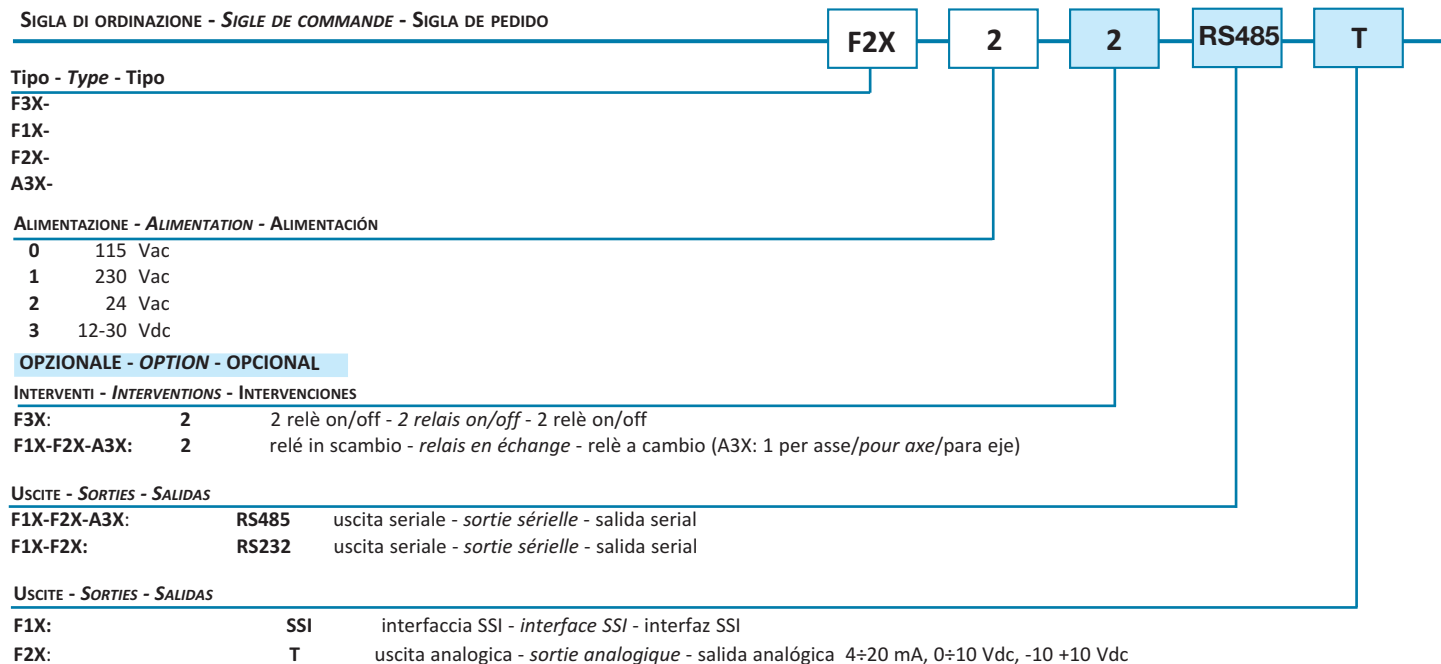 SIGLA DI ORDINAZIONE - SIGLE DE COMMANDE - SIGLA DE PEDIDO
F2X 2 2 RS485 T
Tipo - Type - Tipo
F3X-
F1X-
F2X-
A3X-
ALIMENTAZIONE - ALIMENTATION - ALIMENTACIÓN
0 115 Vac
1 230 Vac
2 24 Vac
3 12-30 Vdc
OPZIONALE - OPTION - OPCIONAL
INTERVENTI - INTERVENTIONS - INTERVENCIONES
F3X: 2 2 relè on/off - 2 relais on/off - 2 relè on/off
F1X-F2X-A3X: 2 relé in scambio - relais en échange - relè a cambio (A3X: 1 per asse/pour axe/para eje)
USCITE - SORTIES - SALIDAS
F1X-F2X-A3X: RS485 uscita seriale - sortie sérielle - salida serial
F1X-F2X: RS232 uscita seriale - sortie sérielle - salida serial
USCITE - SORTIES - SALIDAS
F1X: SSI interfaccia SSI - interface SSI - interfaz SSI
F2X: T uscita analogica - sortie analogique - salida analógica 4÷20 mA, 0÷10 Vdc, -10 +10 Vdc